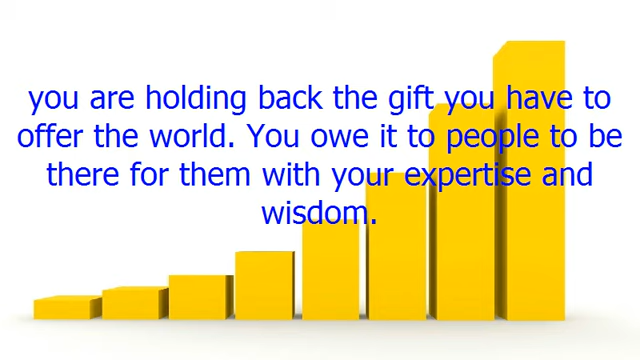 you are holding back the gift you have to
offer the world. You owe it to people to be
there for them with your expertise and
wisdom.